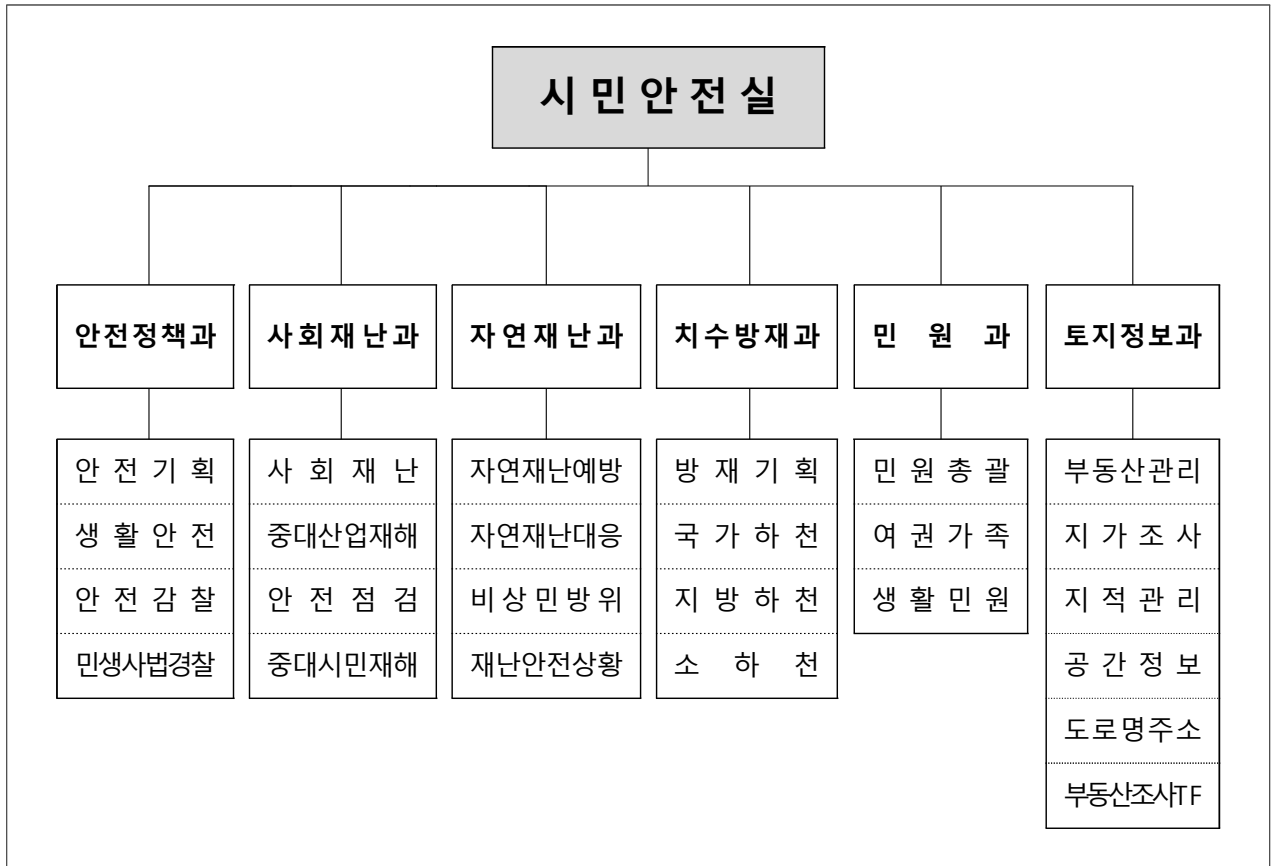 시민안전실
안전정책과
사회재난과
자연재난과
치수방재과
민원과
토지정보과
안전기획
생활안전
안전감찰
민생사법경찰
사회재난
중대산업재해
안전점검
중대시민재해
자연재난예방
자연재난대응
비상민방위
재난안전상황
방재기획
국가하천
지방하천
소하천
민원총괄
여권가족
생활민원
부동산관리
지가조사
지적관리
공간정보
도로명주소
부동산조사TF